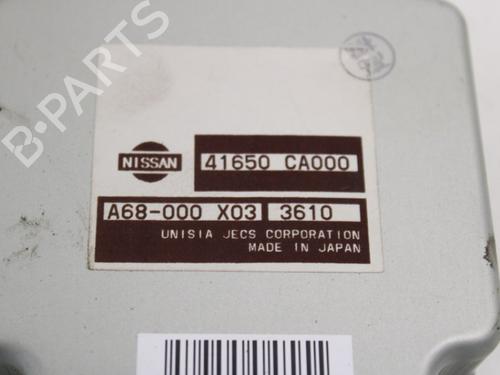 B-PARTS
NISSAN
41650 CA000
A68-000 X03 3610
UNISIA JECS CORPORATION
MADE IN JAPAN